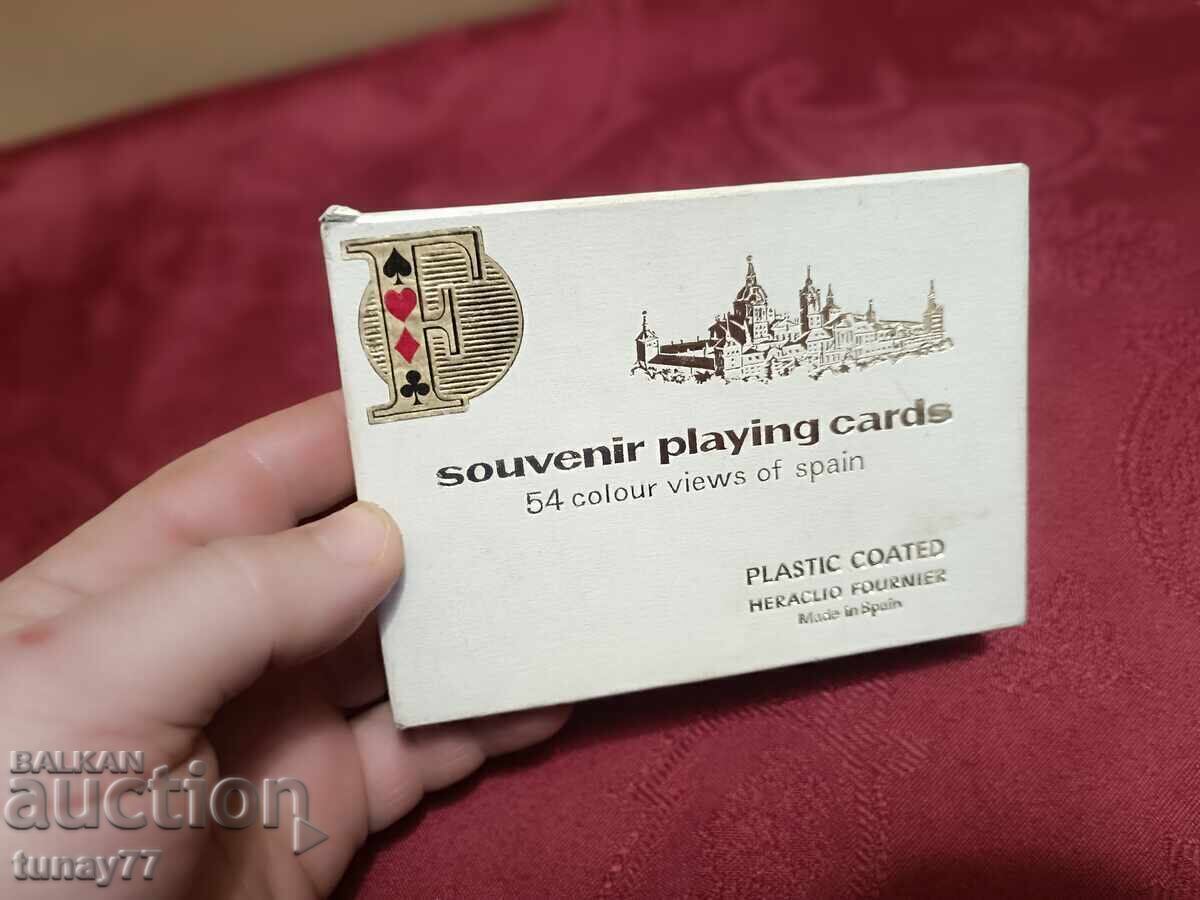 F
souvenir playing cards
54 colour views of spain
PLASTIC COATED
HERACLIO FOURNIER
Made in Spain
BALKAN
auction
tunay77